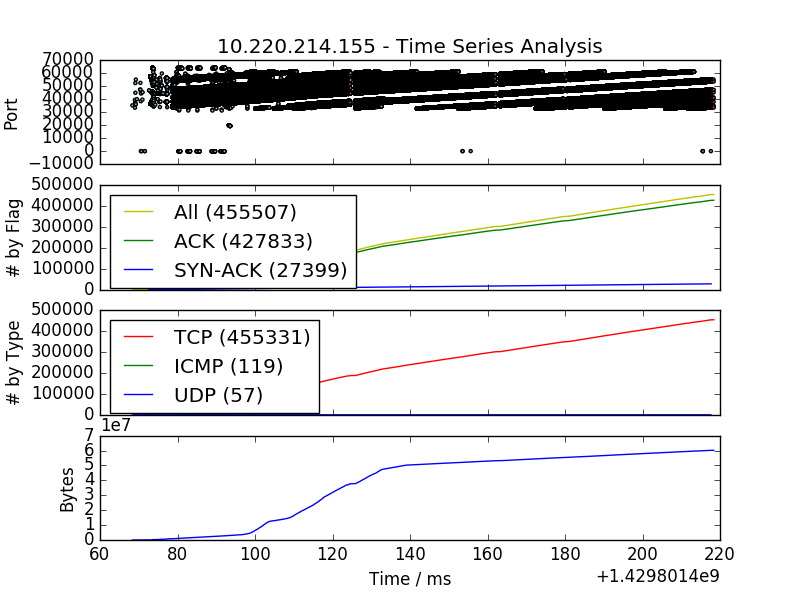 10.220.214.155 - Time Series Analysis
70000
60000
50000
40000
30000
20000
10000
0
−10000
Port
500000
400000
300000
200000
100000
0
# by Flag
All (455507)
ACK (427833)
SYN-ACK (27399)
500000
400000
300000
200000
100000
0
# by Type
TCP (455331)
ICMP (119)
UDP (57)
1e7
7
6
5
4
3
2
1
0
Bytes
60 80 100 120 140 160 180 200 220
Time / ms
+1.4298014e9